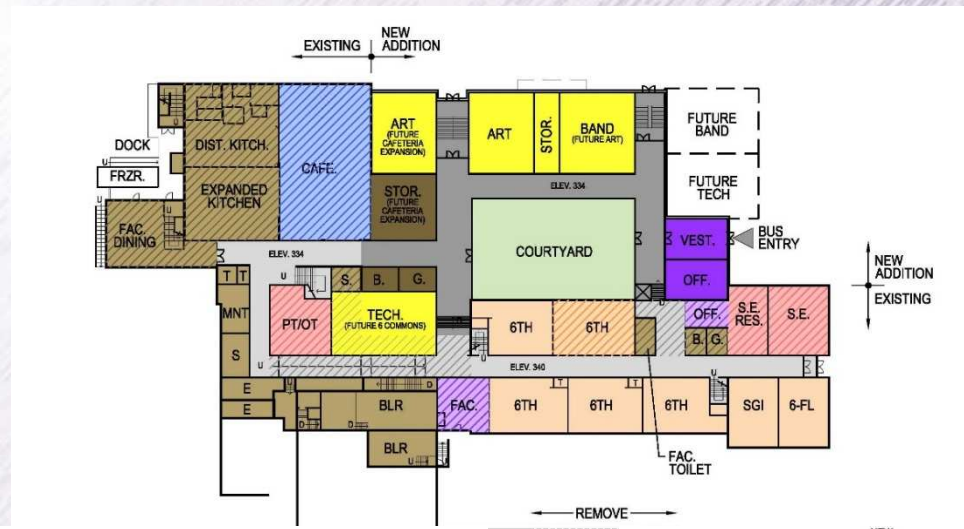 EXISTING
NEW
ADDITION
DOCK
FRZR.
DIST. KITCH.
CAFE.
ART
(FUTURE
CAFETERIA
EXPANSION)
ART
STOR.
BAND
(FUTURE ART)
FUTURE
BAND
EXPANDED
KITCHEN
STOR.
(FUTURE
CAFETERIA
EXPANSION)
ELEV. 334
FUTURE
TECH
FAC.
DINING
ELEV. 334
COURTYARD
VEST.
BUS
ENTRY
OFF.
NEW
ADDITION
EXISTING
T
T
U
S.
B.
G.
MNT
PT/OT
TECH.
(FUTURE 6 COMMONS)
6TH
6TH
OFF.
B.
G.
S.E.
RES.
S.E.
S
U
U
ELEV. 340
U
E
E
U
D
D
BLR
FAC.
T
6TH
T
6TH
6TH
SGI
6-FL
BLR
U
FAC.
TOILET
REMOVE